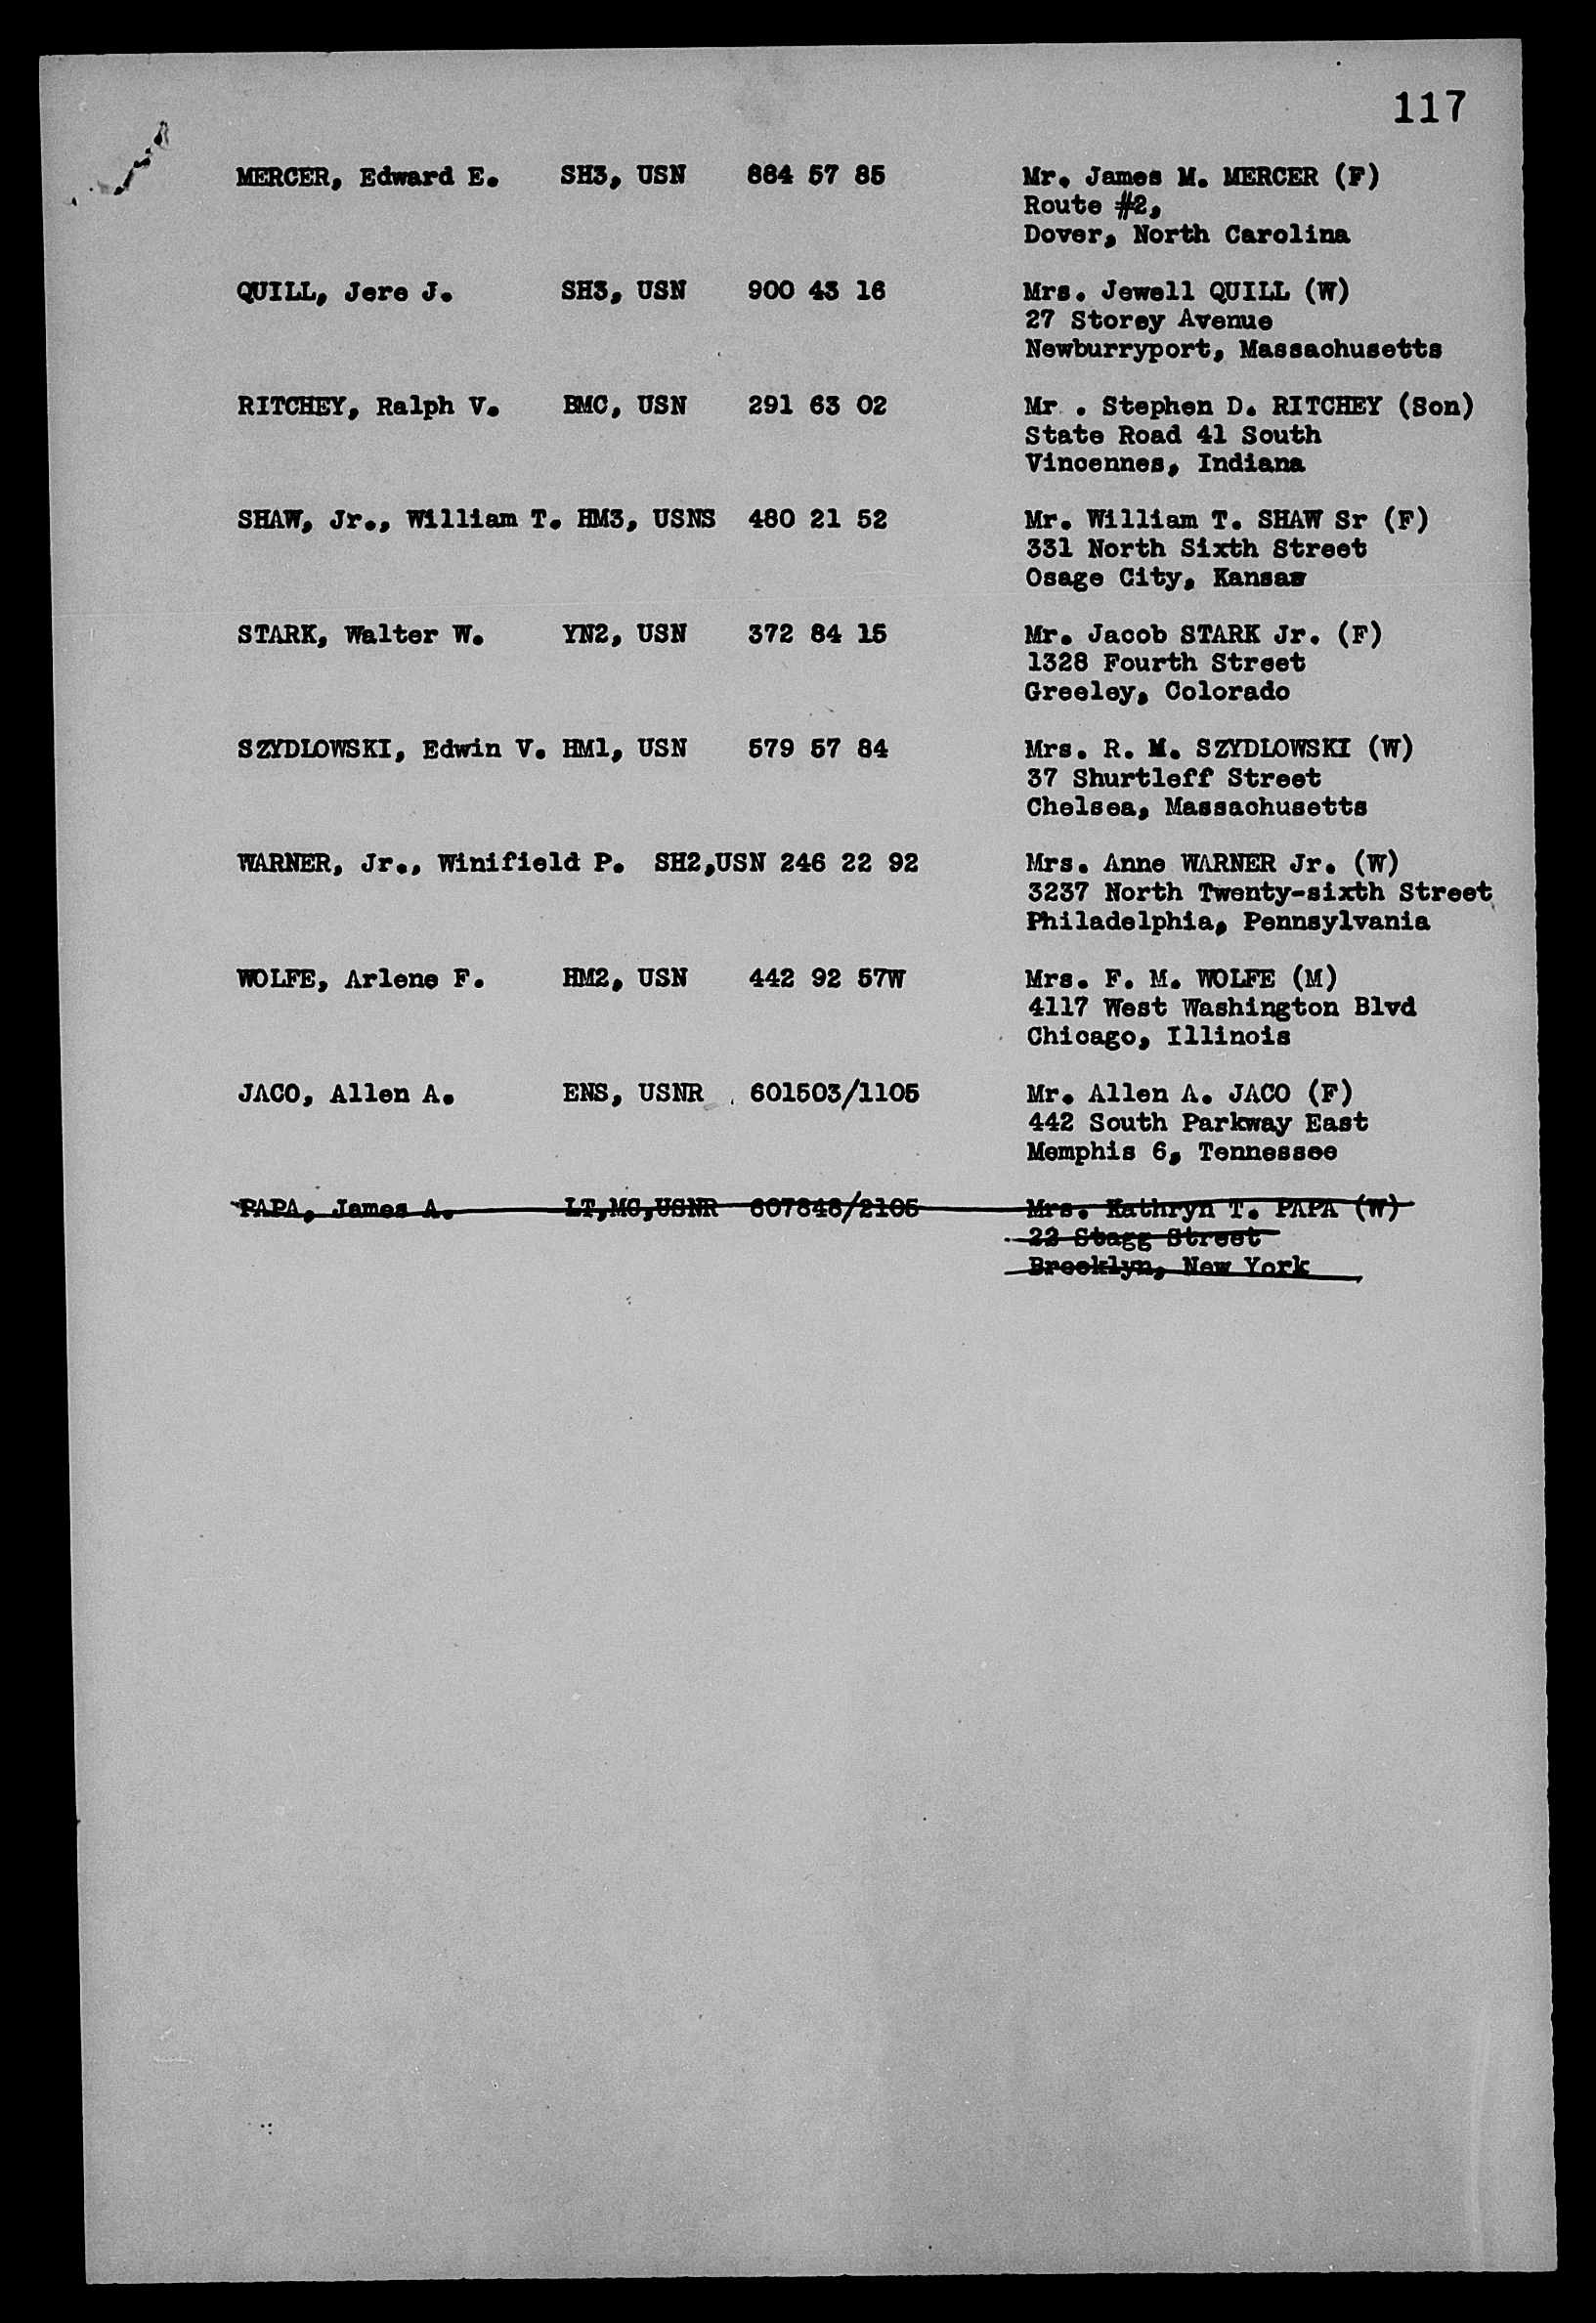 117
MERCER, Edward E. SH3, USN 884 57 85 Mr. James M. MERCER (F)
Route #2,
Dover, North Carolina
QUILL, Jere J. SH3, USN 900 43 16 Mrs. Jewell QUILL (W)
27 Storey Avenue
Newburryport, Massachusetts
RITCHEY, Ralph V. BMC, USN 291 63 02 Mr . Stephen D. RITCHEY (Son)
State Road 41 South
Vincennes, Indiana
SHAW, Jr., William T. HM3, USNS 480 21 52 Mr. William T. SHAW Sr (F)
331 North Sixth Street
Osage City, Kansas
STARK, Walter W. YN2, USN 372 84 15 Mr. Jacob STARK Jr. (F)
1328 Fourth Street
Greeley, Colorado
SZYDLOWSKI, Edwin V. HM1, USN 579 57 84 Mrs. R. M. SZYDLOWSKI (W)
37 Shurtleff Street
Chelsea, Massachusetts
WARNER, Jr., Winifield P. SH2,USN 246 22 92 Mrs. Anne WARNER Jr. (W)
3237 North Twenty-sixth Street
Philadelphia, Pennsylvania
WOLFE, Arlene F. HM2, USN 442 92 57W Mrs. F. M. WOLFE (M)
4117 West Washington Blvd
Chicago, Illinois
JACO, Allen A. ENS, USNR 601503/1105 Mr. Allen A. JACO (F)
442 South Parkway East
Memphis 6, Tennessee
PAPA, James A. LT,MC,USNR 607848/2105 Mrs. Kathryn T. PAPA (W)
22 Stagg Street
Brooklyn, New York